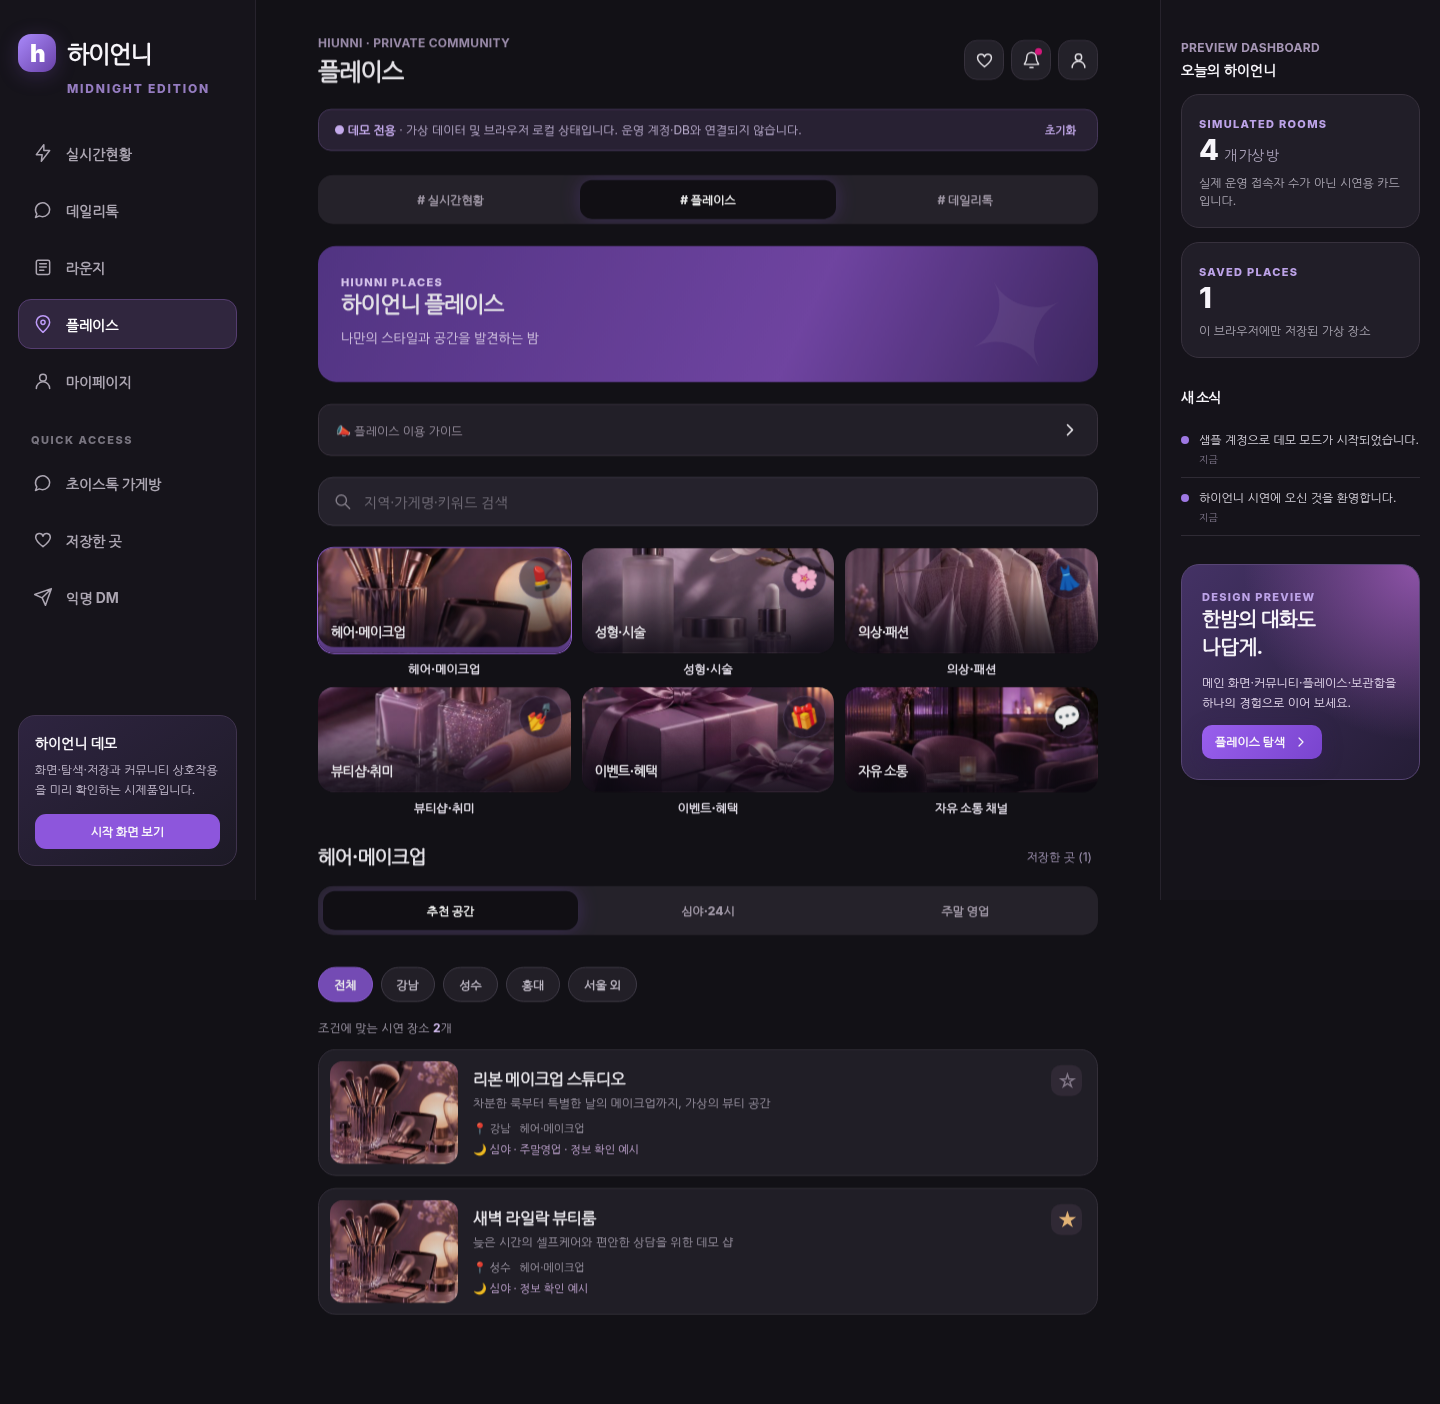 h 하이언니
MIDNIGHT EDITION
실시간현황
데일리톡
라운지
플레이스
마이페이지
QUICK ACCESS
초이스톡 가게방
저장한 곳
익명 DM
하이언니 데모
화면·탐색·저장과 커뮤니티 상호작용
을 미리 확인하는 시제품입니다.
시작 화면 보기
HIUNNI · PRIVATE COMMUNITY
플레이스
데모 전용 · 가상 데이터 및 브라우저 로컬 상태입니다. 운영 계정·DB와 연결되지 않습니다.
초기화
# 실시간현황
# 플레이스
# 데일리톡
HIUNNI PLACES
하이언니 플레이스
나만의 스타일과 공간을 발견하는 밤
플레이스 이용 가이드
지역·가게명·키워드 검색
헤어·메이크업
성형·시술
의상·패션
헤어·메이크업
성형·시술
의상·패션
뷰티샵·취미
이벤트·혜택
자유 소통
뷰티샵·취미
이벤트·혜택
자유 소통 채널
헤어·메이크업
저장한 곳 (1)
추천 공간
심야·24시
주말 영업
전체
강남
성수
홍대
서울 외
조건에 맞는 시연 장소 2개
리본 메이크업 스튜디오
차분한 룩부터 특별한 날의 메이크업까지, 가상의 뷰티 공간
강남 헤어·메이크업
심야 · 주말영업 · 정보 확인 예시
새벽 라일락 뷰티룸
늦은 시간의 셀프케어와 편안한 상담을 위한 데모 샵
성수 헤어·메이크업
심야 · 정보 확인 예시
PREVIEW DASHBOARD
오늘의 하이언니
SIMULATED ROOMS
4 개 가상 방
실제 운영 접속자 수가 아닌 시연용 카드
입니다.
SAVED PLACES
1
이 브라우저에만 저장된 가상 장소
새 소식
샘플 계정으로 데모 모드가 시작되었습니다.
지금
하이언니 시연에 오신 것을 환영합니다.
지금
DESIGN PREVIEW
한밤의 대화도
나답게.
메인 화면·커뮤니티·플레이스·보관함을
하나의 경험으로 이어 보세요.
플레이스 탐색